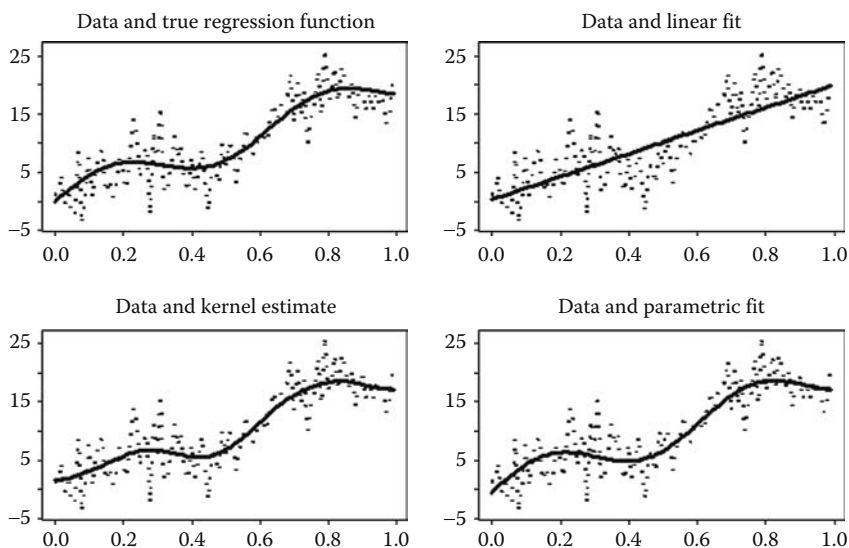 Data and true regression function
25
15
5
−5
0.0 0.2 0.4 0.6 0.8 1.0
Data and linear fit
25
15
5
−5
0.0 0.2 0.4 0.6 0.8 1.0
Data and kernel estimate
25
15
5
−5
0.0 0.2 0.4 0.6 0.8 1.0
Data and parametric fit
25
15
5
−5
0.0 0.2 0.4 0.6 0.8 1.0